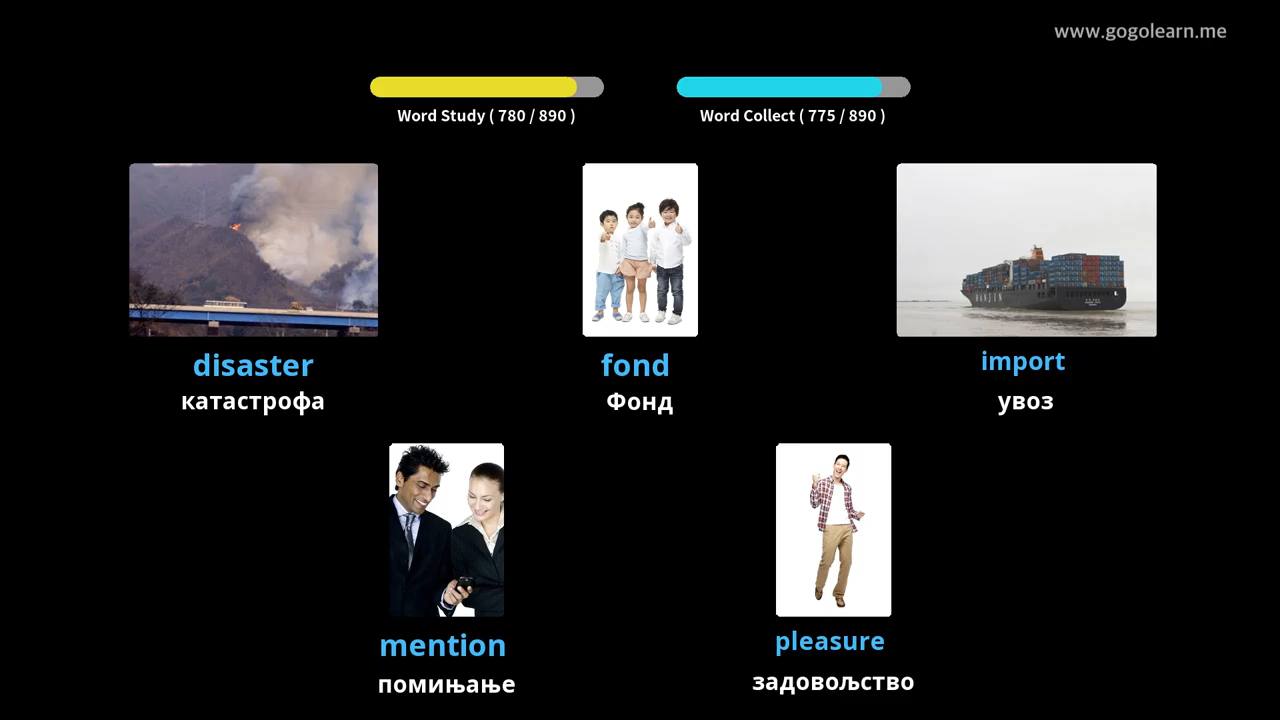 www.gogolearn.me
Word Study ( 780 / 890 )
Word Collect ( 775 / 890 )
HANJIN
disaster
fond
import
катастрофа
Фонд
увоз
mention
pleasure
помињање
задовољство